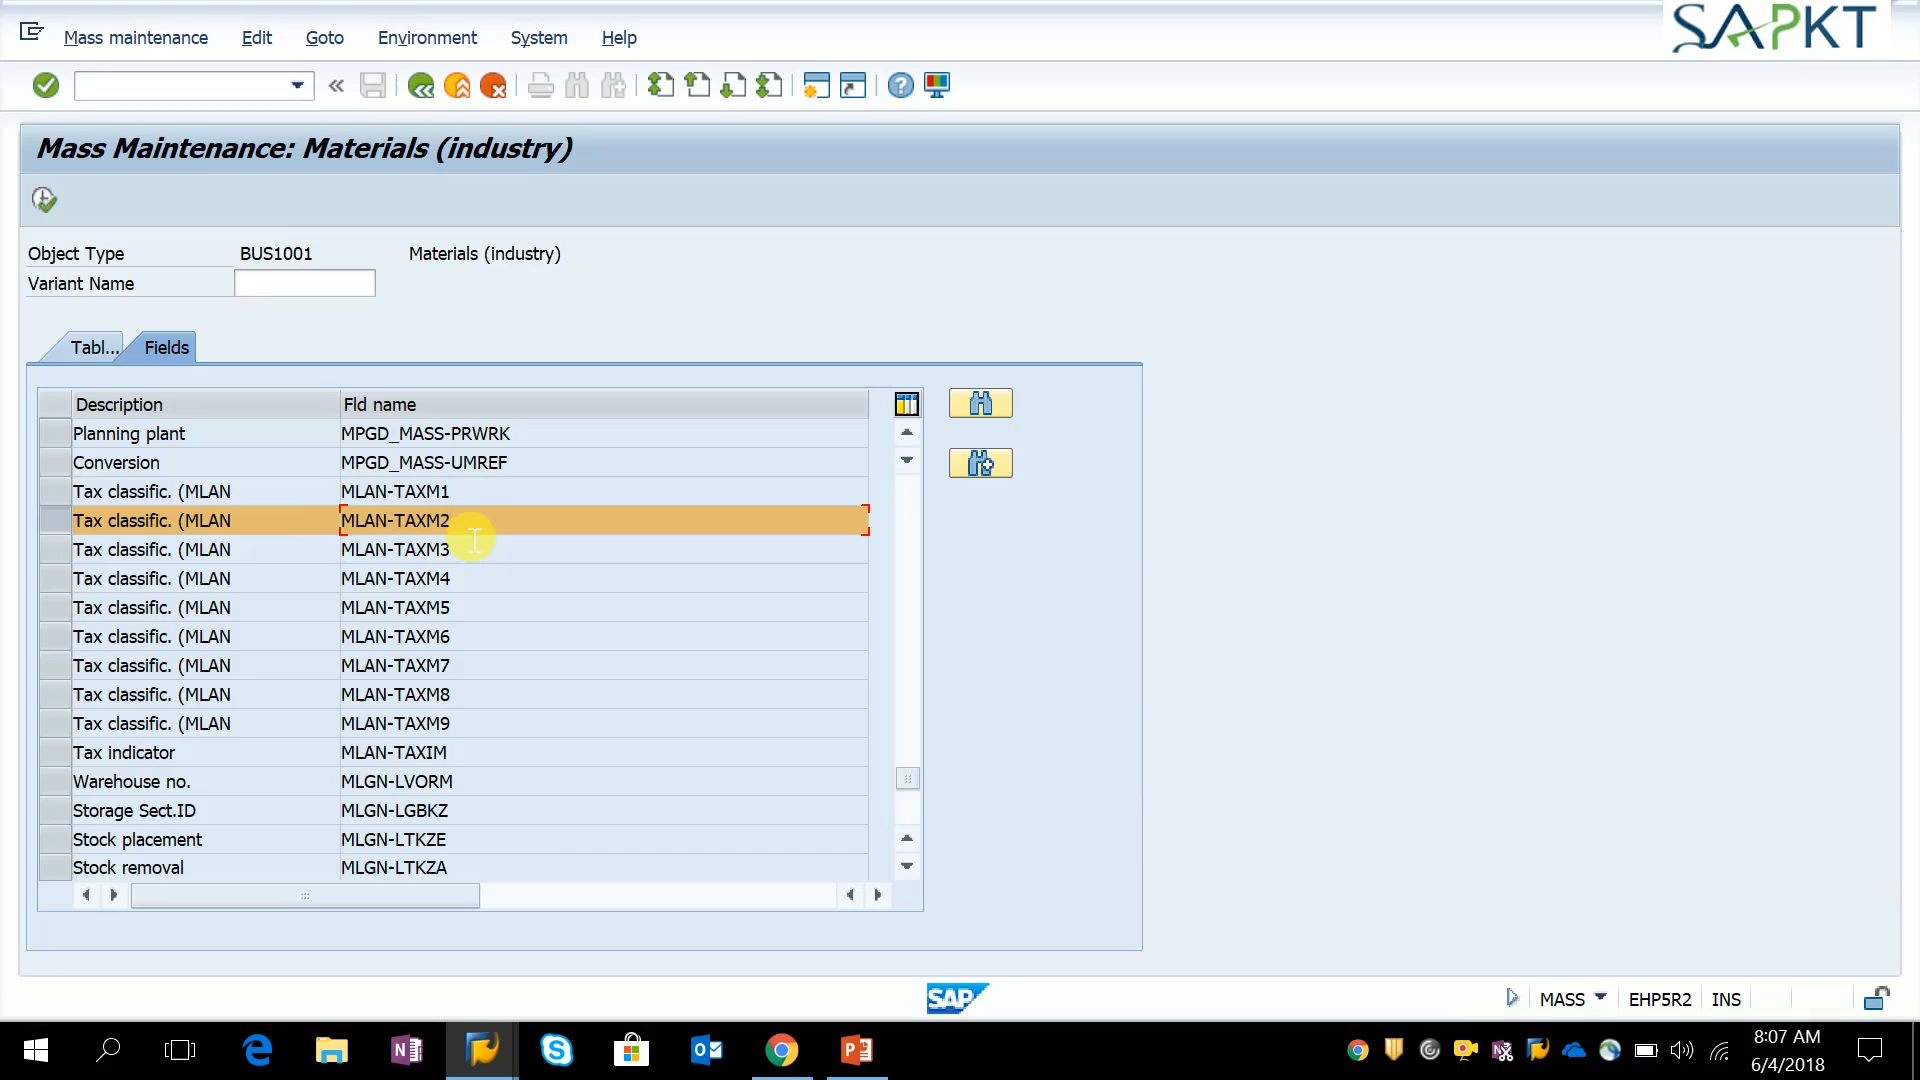 SAPKT
Mass maintenance Edit Goto Environment System Help
Mass Maintenance: Materials (industry)
Object Type BUS1001 Materials (industry)
Variant Name
Tabl... Fields
Description Fld name
Planning plant MPGD_MASS-PRWRK
Conversion MPGD_MASS-UMREF
Tax classific. (MLAN MLAN-TAXM1
Tax classific. (MLAN MLAN-TAXM2
Tax classific. (MLAN MLAN-TAXM3
Tax classific. (MLAN MLAN-TAXM4
Tax classific. (MLAN MLAN-TAXM5
Tax classific. (MLAN MLAN-TAXM6
Tax classific. (MLAN MLAN-TAXM7
Tax classific. (MLAN MLAN-TAXM8
Tax classific. (MLAN MLAN-TAXM9
Tax indicator MLAN-TAXIM
Warehouse no. MLGN-LVORM
Storage Sect.ID MLGN-LGBKZ
Stock placement MLGN-LTKZE
Stock removal MLGN-LTKZA
SAP MASS EHP5R2 INS
8:07 AM
6/4/2018